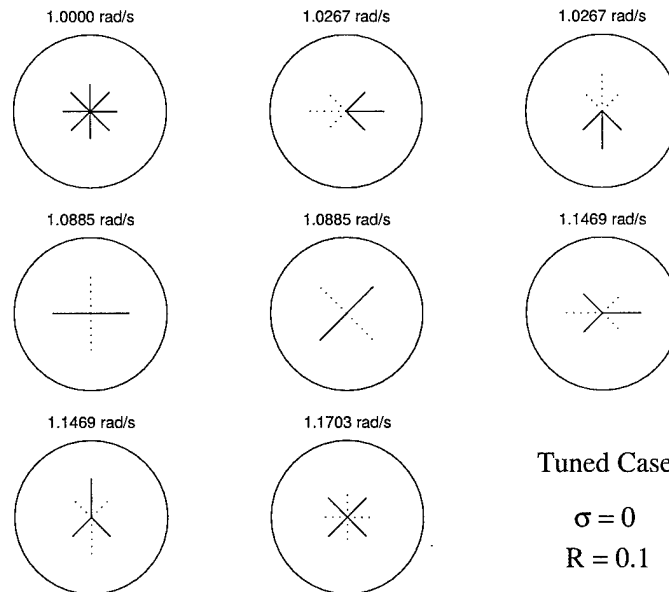 1.0000 rad/s
1.0267 rad/s
1.0267 rad/s
1.0885 rad/s
1.0885 rad/s
1.1469 rad/s
1.1469 rad/s
1.1703 rad/s
Tuned Case
σ = 0
R = 0.1